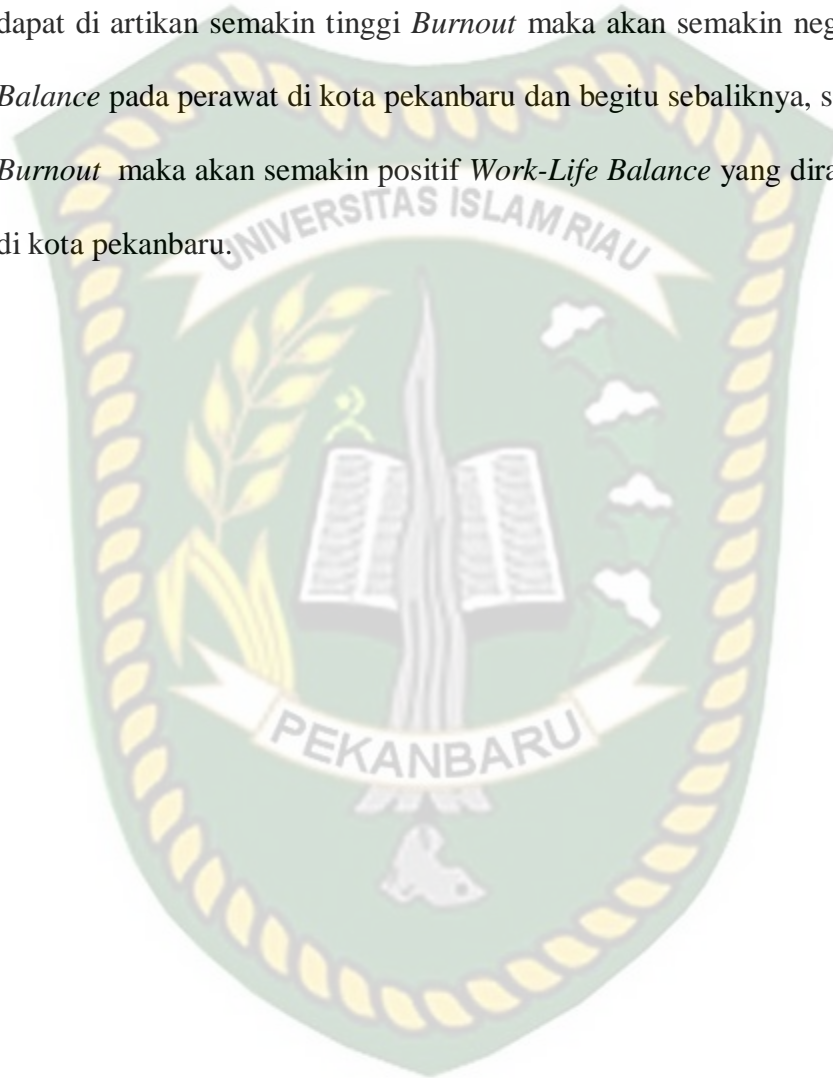 dapat di artikan semakin tinggi Burnout maka akan semakin neg
Balance pada perawat di kota pekanbaru dan begitu sebaliknya, s
Burnout maka akan semakin positif Work-Life Balance yang dira
di kota pekanbaru.
UNIVERSITAS ISLAM RIAU
PEKANBARU